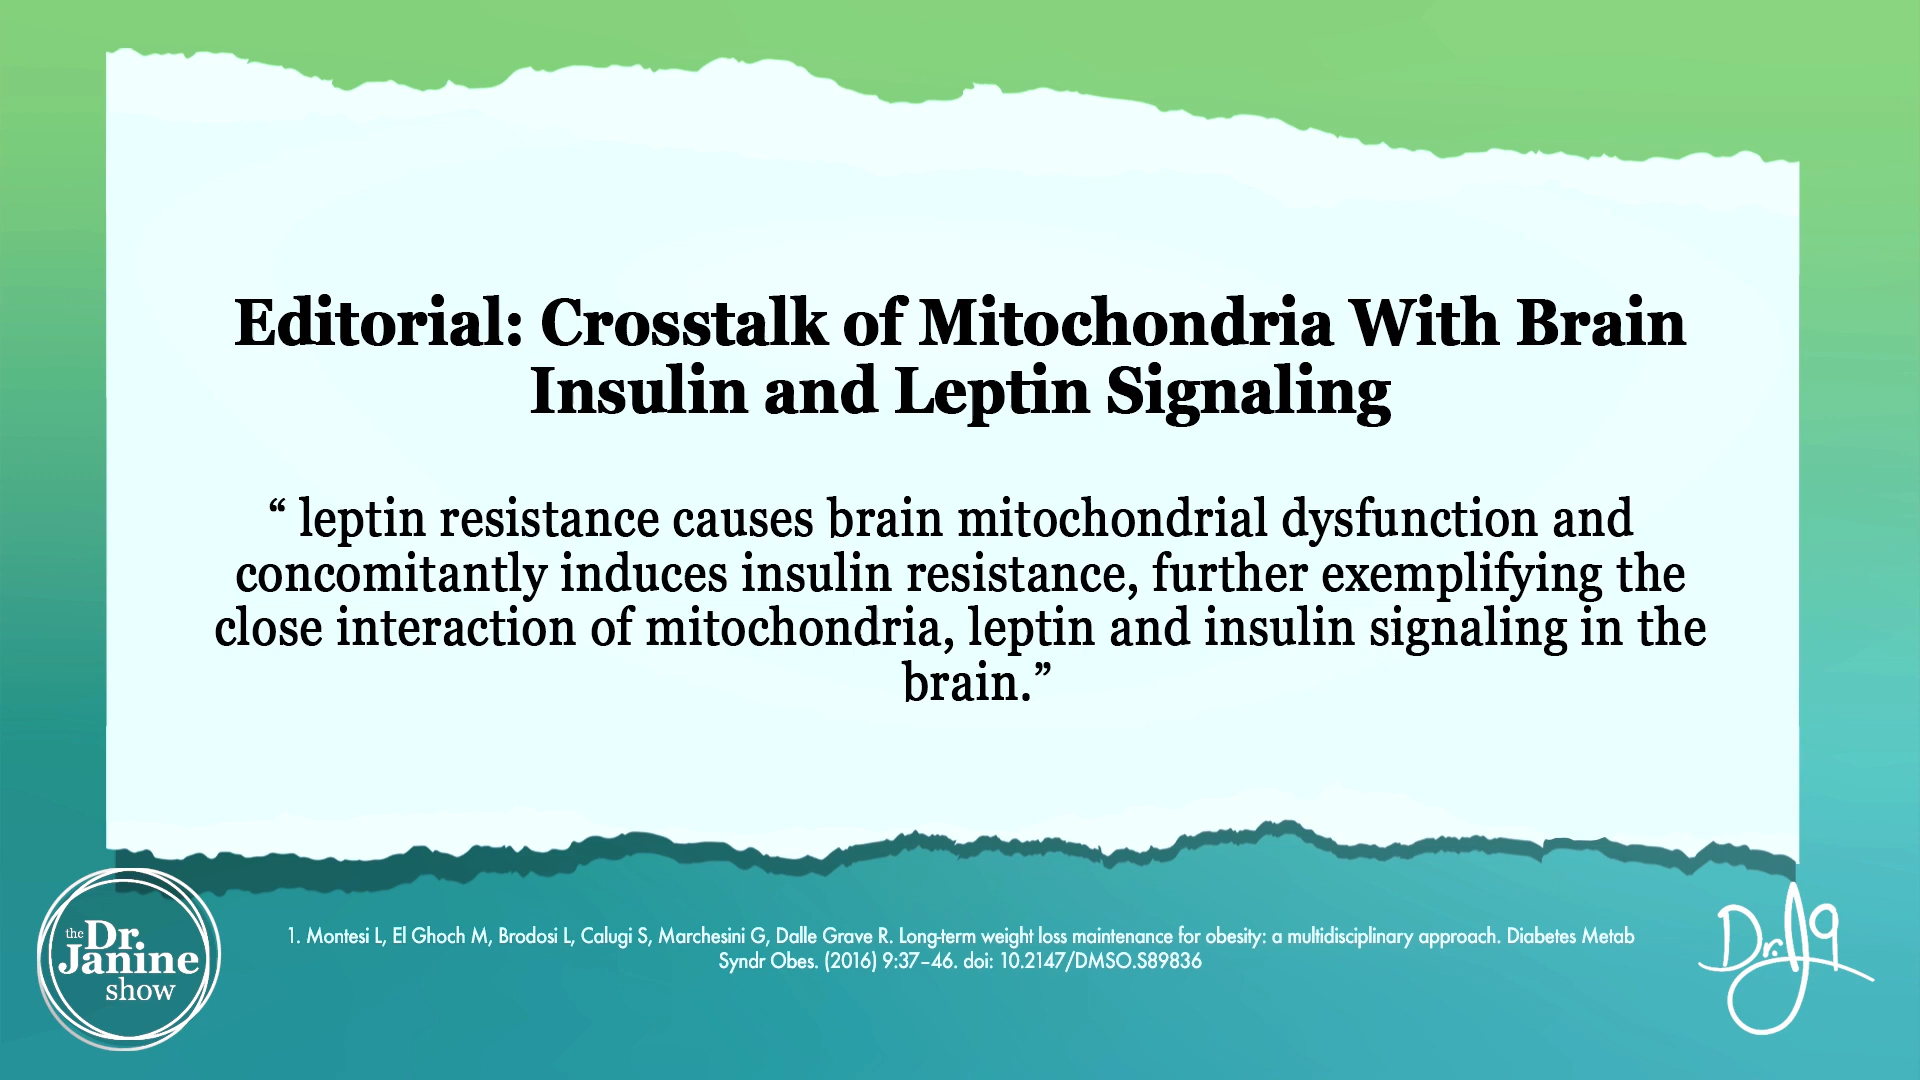 Editorial: Crosstalk of Mitochondria With Brain
Insulin and Leptin Signaling
“ leptin resistance causes brain mitochondrial dysfunction and
concomitantly induces insulin resistance, further exemplifying the
close interaction of mitochondria, leptin and insulin signaling in the
brain.”
the Dr.
Janine
show
1. Montesi L, El Ghoch M, Brodosi L, Calugi S, Marchesini G, Dalle Grave R. Long-term weight loss maintenance for obesity: a multidisciplinary approach. Diabetes Metab
Syndr Obes. (2016) 9:37–46. doi: 10.2147/DMSO.S89836
Dr. J9